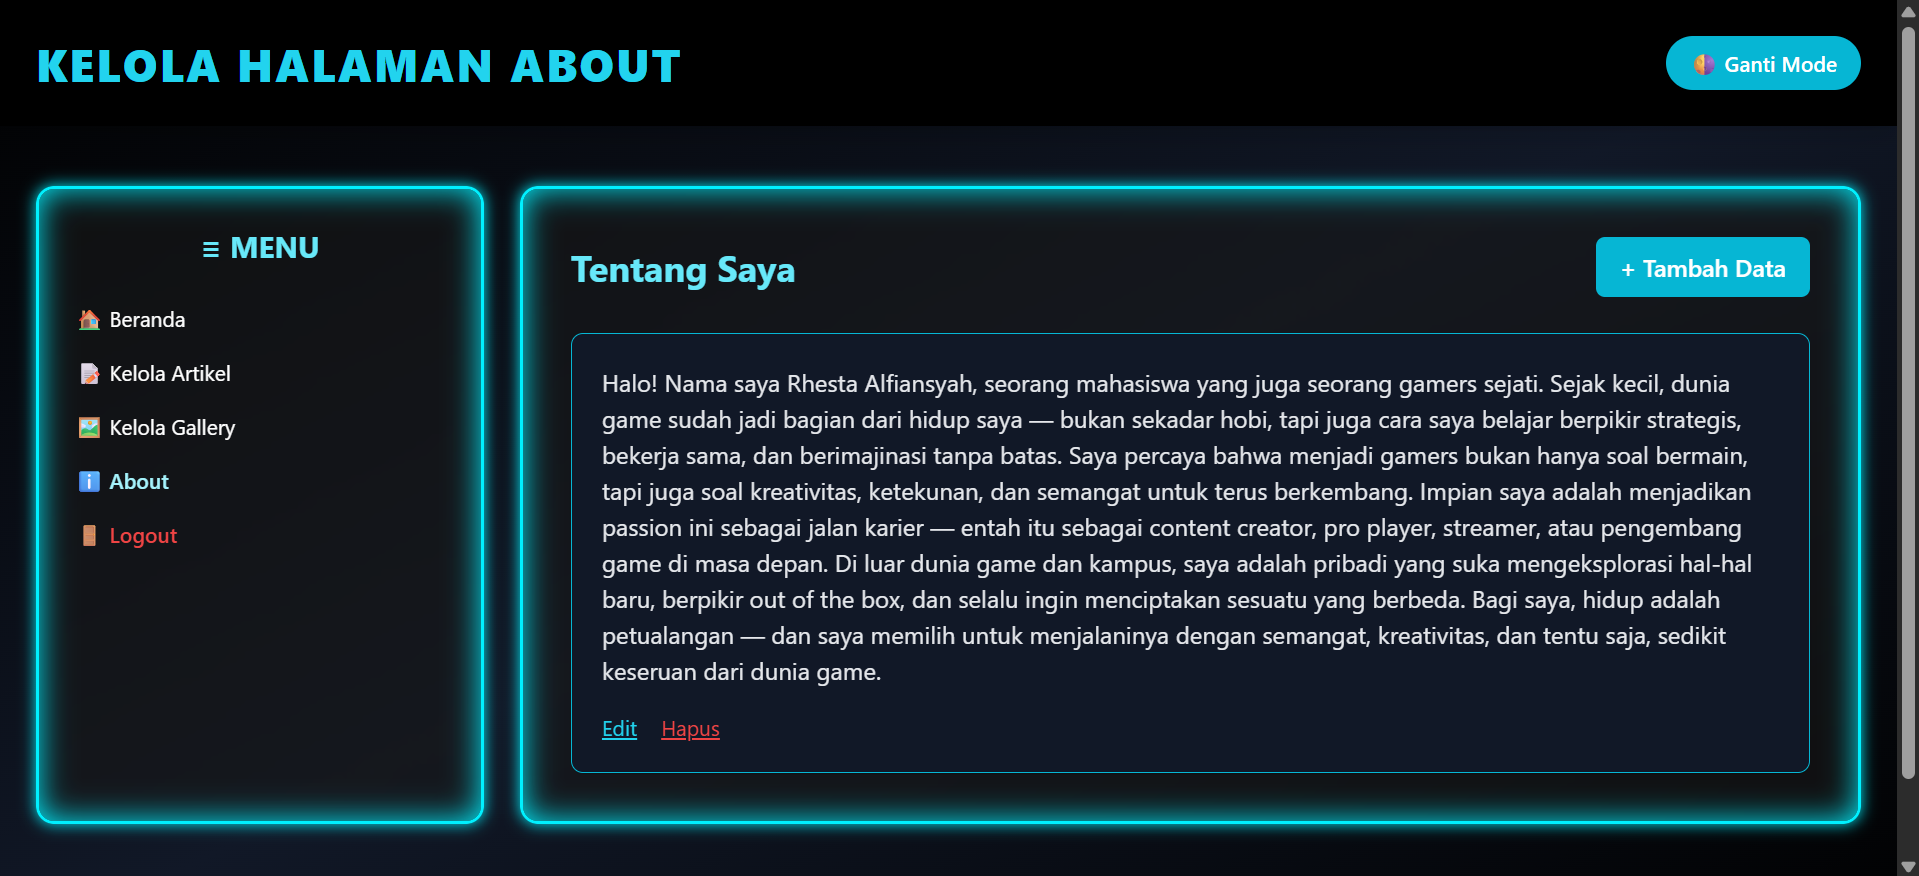 KELOLA HALAMAN ABOUT
Ganti Mode
≡ MENU
Beranda
Kelola Artikel
Kelola Gallery
About
Logout
Tentang Saya
+ Tambah Data
Halo! Nama saya Rhesta Alfiansyah, seorang mahasiswa yang juga seorang gamers sejati. Sejak kecil, dunia
game sudah jadi bagian dari hidup saya — bukan sekadar hobi, tapi juga cara saya belajar berpikir strategis,
bekerja sama, dan berimajinasi tanpa batas. Saya percaya bahwa menjadi gamers bukan hanya soal bermain,
tapi juga soal kreativitas, ketekunan, dan semangat untuk terus berkembang. Impian saya adalah menjadikan
passion ini sebagai jalan karier — entah itu sebagai content creator, pro player, streamer, atau pengembang
game di masa depan. Di luar dunia game dan kampus, saya adalah pribadi yang suka mengeksplorasi hal-hal
baru, berpikir out of the box, dan selalu ingin menciptakan sesuatu yang berbeda. Bagi saya, hidup adalah
petualangan — dan saya memilih untuk menjalaninya dengan semangat, kreativitas, dan tentu saja, sedikit
keseruan dari dunia game.
Edit Hapus